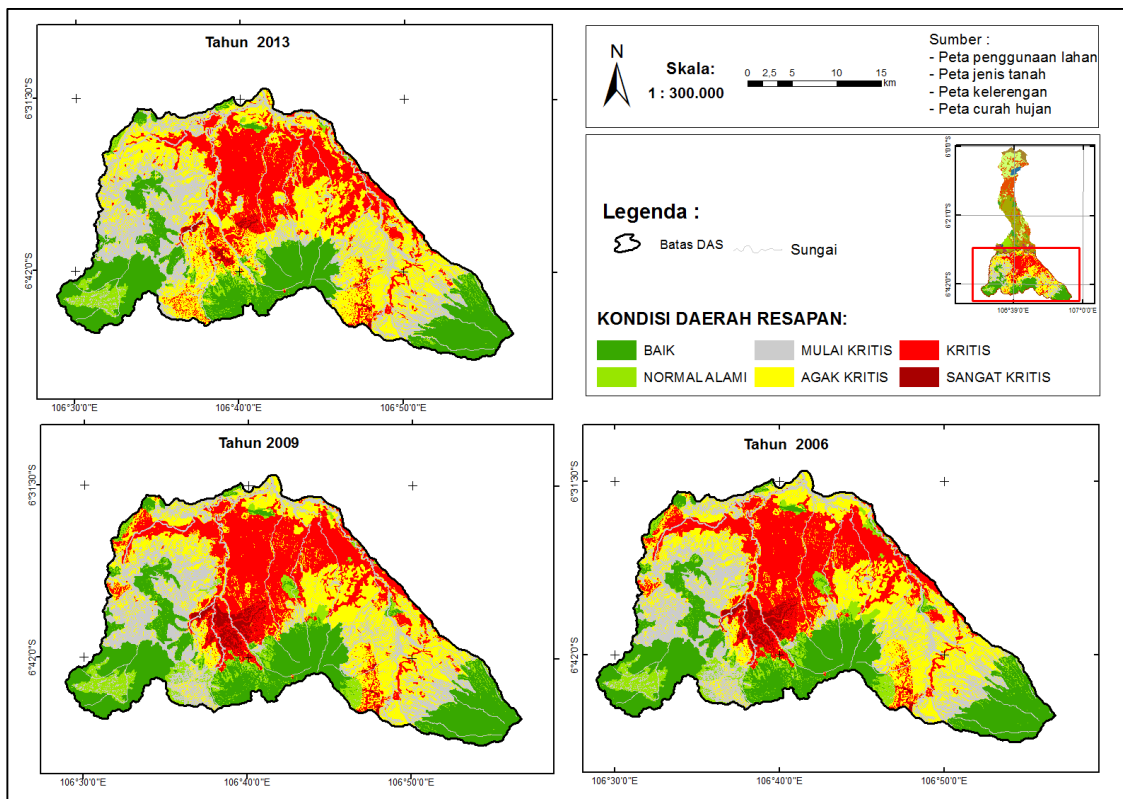 Tahun 2013
6°31'30"S
6°42'0"S
106°30'0"E
106°40'0"E
106°50'0"E
N
Skala:
1 : 300.000
0 2,5 5 10 15
km
Sumber :
- Peta penggunaan lahan
- Peta jenis tanah
- Peta kelerengan
- Peta curah hujan
Legenda :
Batas DAS
Sungai
106°39'0"E
107°0'0"E
6°42'0"S
KONDISI DAERAH RESAPAN:
BAIK
MULAI KRITIS
KRITIS
NORMAL ALAMI
AGAK KRITIS
SANGAT KRITIS
Tahun 2009
6°31'30"S
6°42'0"S
106°30'0"E
106°40'0"E
106°50'0"E
Tahun 2006
6°31'30"S
6°42'0"S
106°30'0"E
106°40'0"E
106°50'0"E